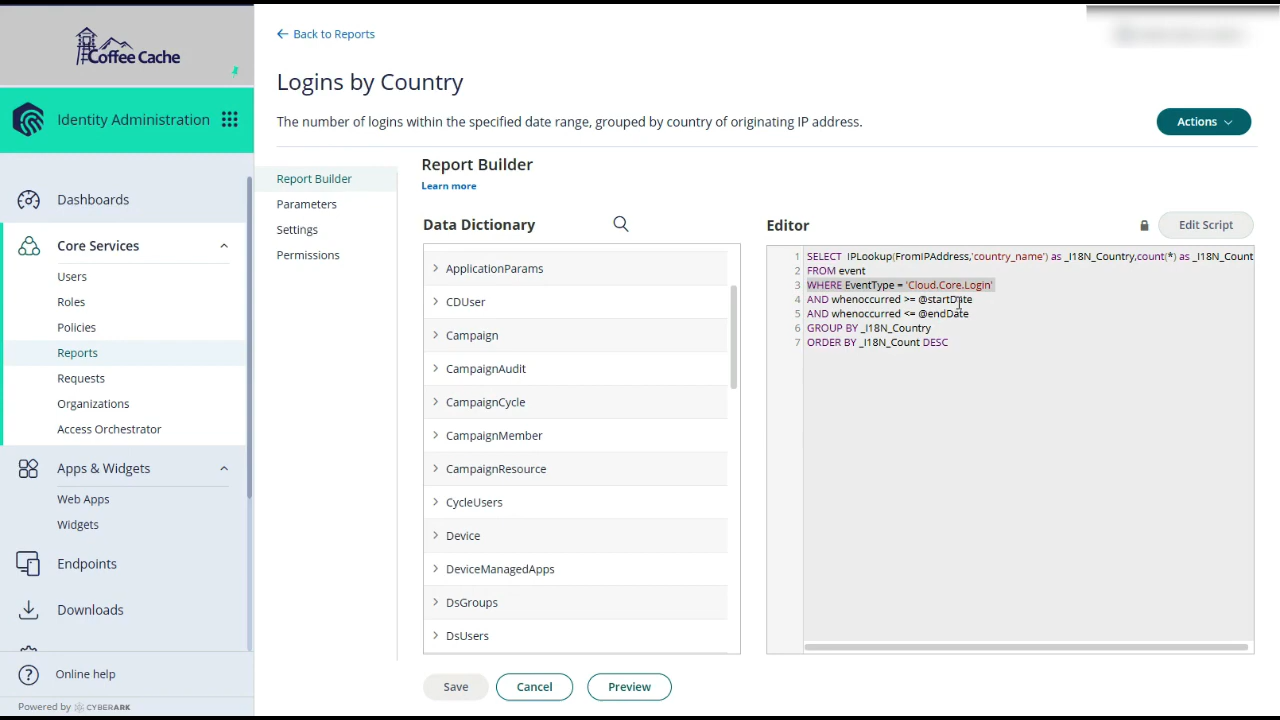 Coffee Cache
Identity Administration
Dashboards
Core Services
Users
Roles
Policies
Reports
Requests
Organizations
Access Orchestrator
Apps & Widgets
Web Apps
Widgets
Endpoints
Downloads
Online help
Powered by CYBERARK
Back to Reports
Logins by Country
The number of logins within the specified date range, grouped by country of originating IP address.
Actions
Report Builder
Parameters
Settings
Permissions
Report Builder
Learn more
Data Dictionary
ApplicationParams
CDUser
Campaign
CampaignAudit
CampaignCycle
CampaignMember
CampaignResource
CycleUsers
Device
DeviceManagedApps
DsGroups
DsUsers
Editor
Edit Script
1 SELECT IPLookup(FromIPAddress,'country_name') as _I18N_Country,count(*) as _I18N_Count
2 FROM event
3 WHERE EventType = 'Cloud.Core.Login'
4 AND whenoccurred >= @startDate
5 AND whenoccurred <= @endDate
6 GROUP BY _I18N_Country
7 ORDER BY _I18N_Count DESC
Save
Cancel
Preview